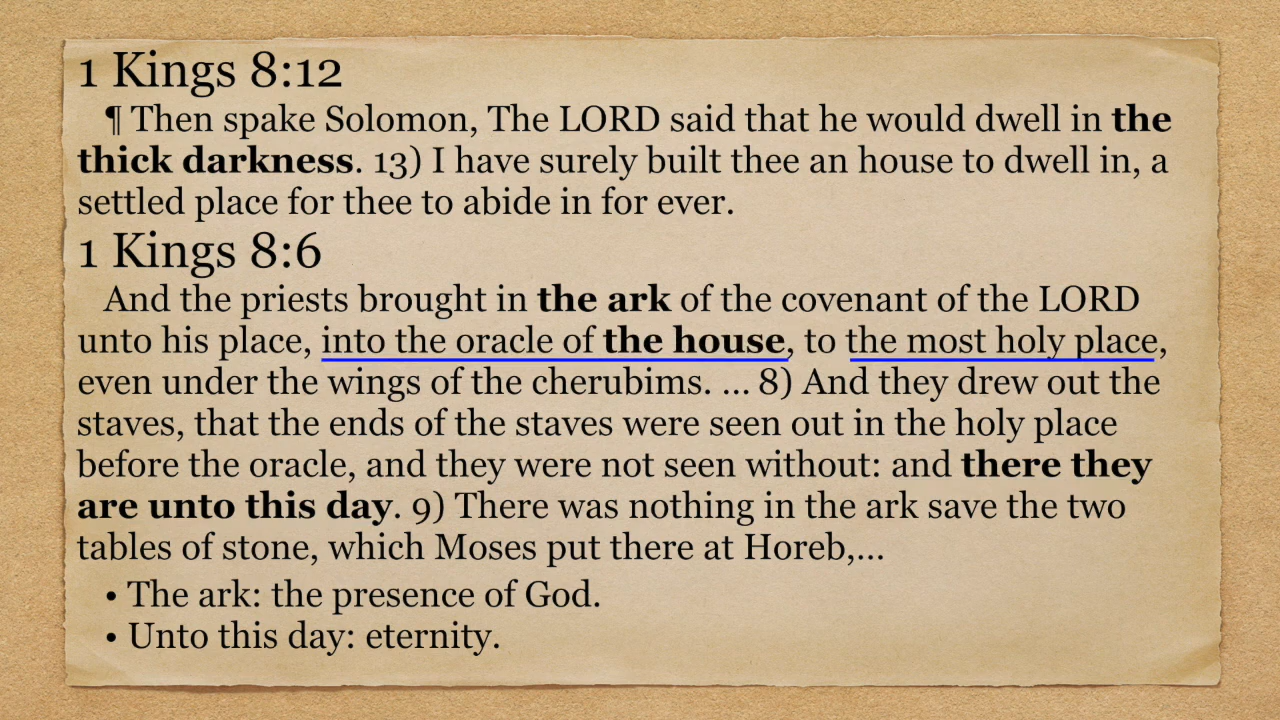 1 Kings 8:12
¶ Then spake Solomon, The LORD said that he would dwell in the
thick darkness. 13) I have surely built thee an house to dwell in, a
settled place for thee to abide in for ever.
1 Kings 8:6
And the priests brought in the ark of the covenant of the LORD
unto his place, into the oracle of the house, to the most holy place,
even under the wings of the cherubims. ... 8) And they drew out the
staves, that the ends of the staves were seen out in the holy place
before the oracle, and they were not seen without: and there they
are unto this day. 9) There was nothing in the ark save the two
tables of stone, which Moses put there at Horeb,...
• The ark: the presence of God.
• Unto this day: eternity.